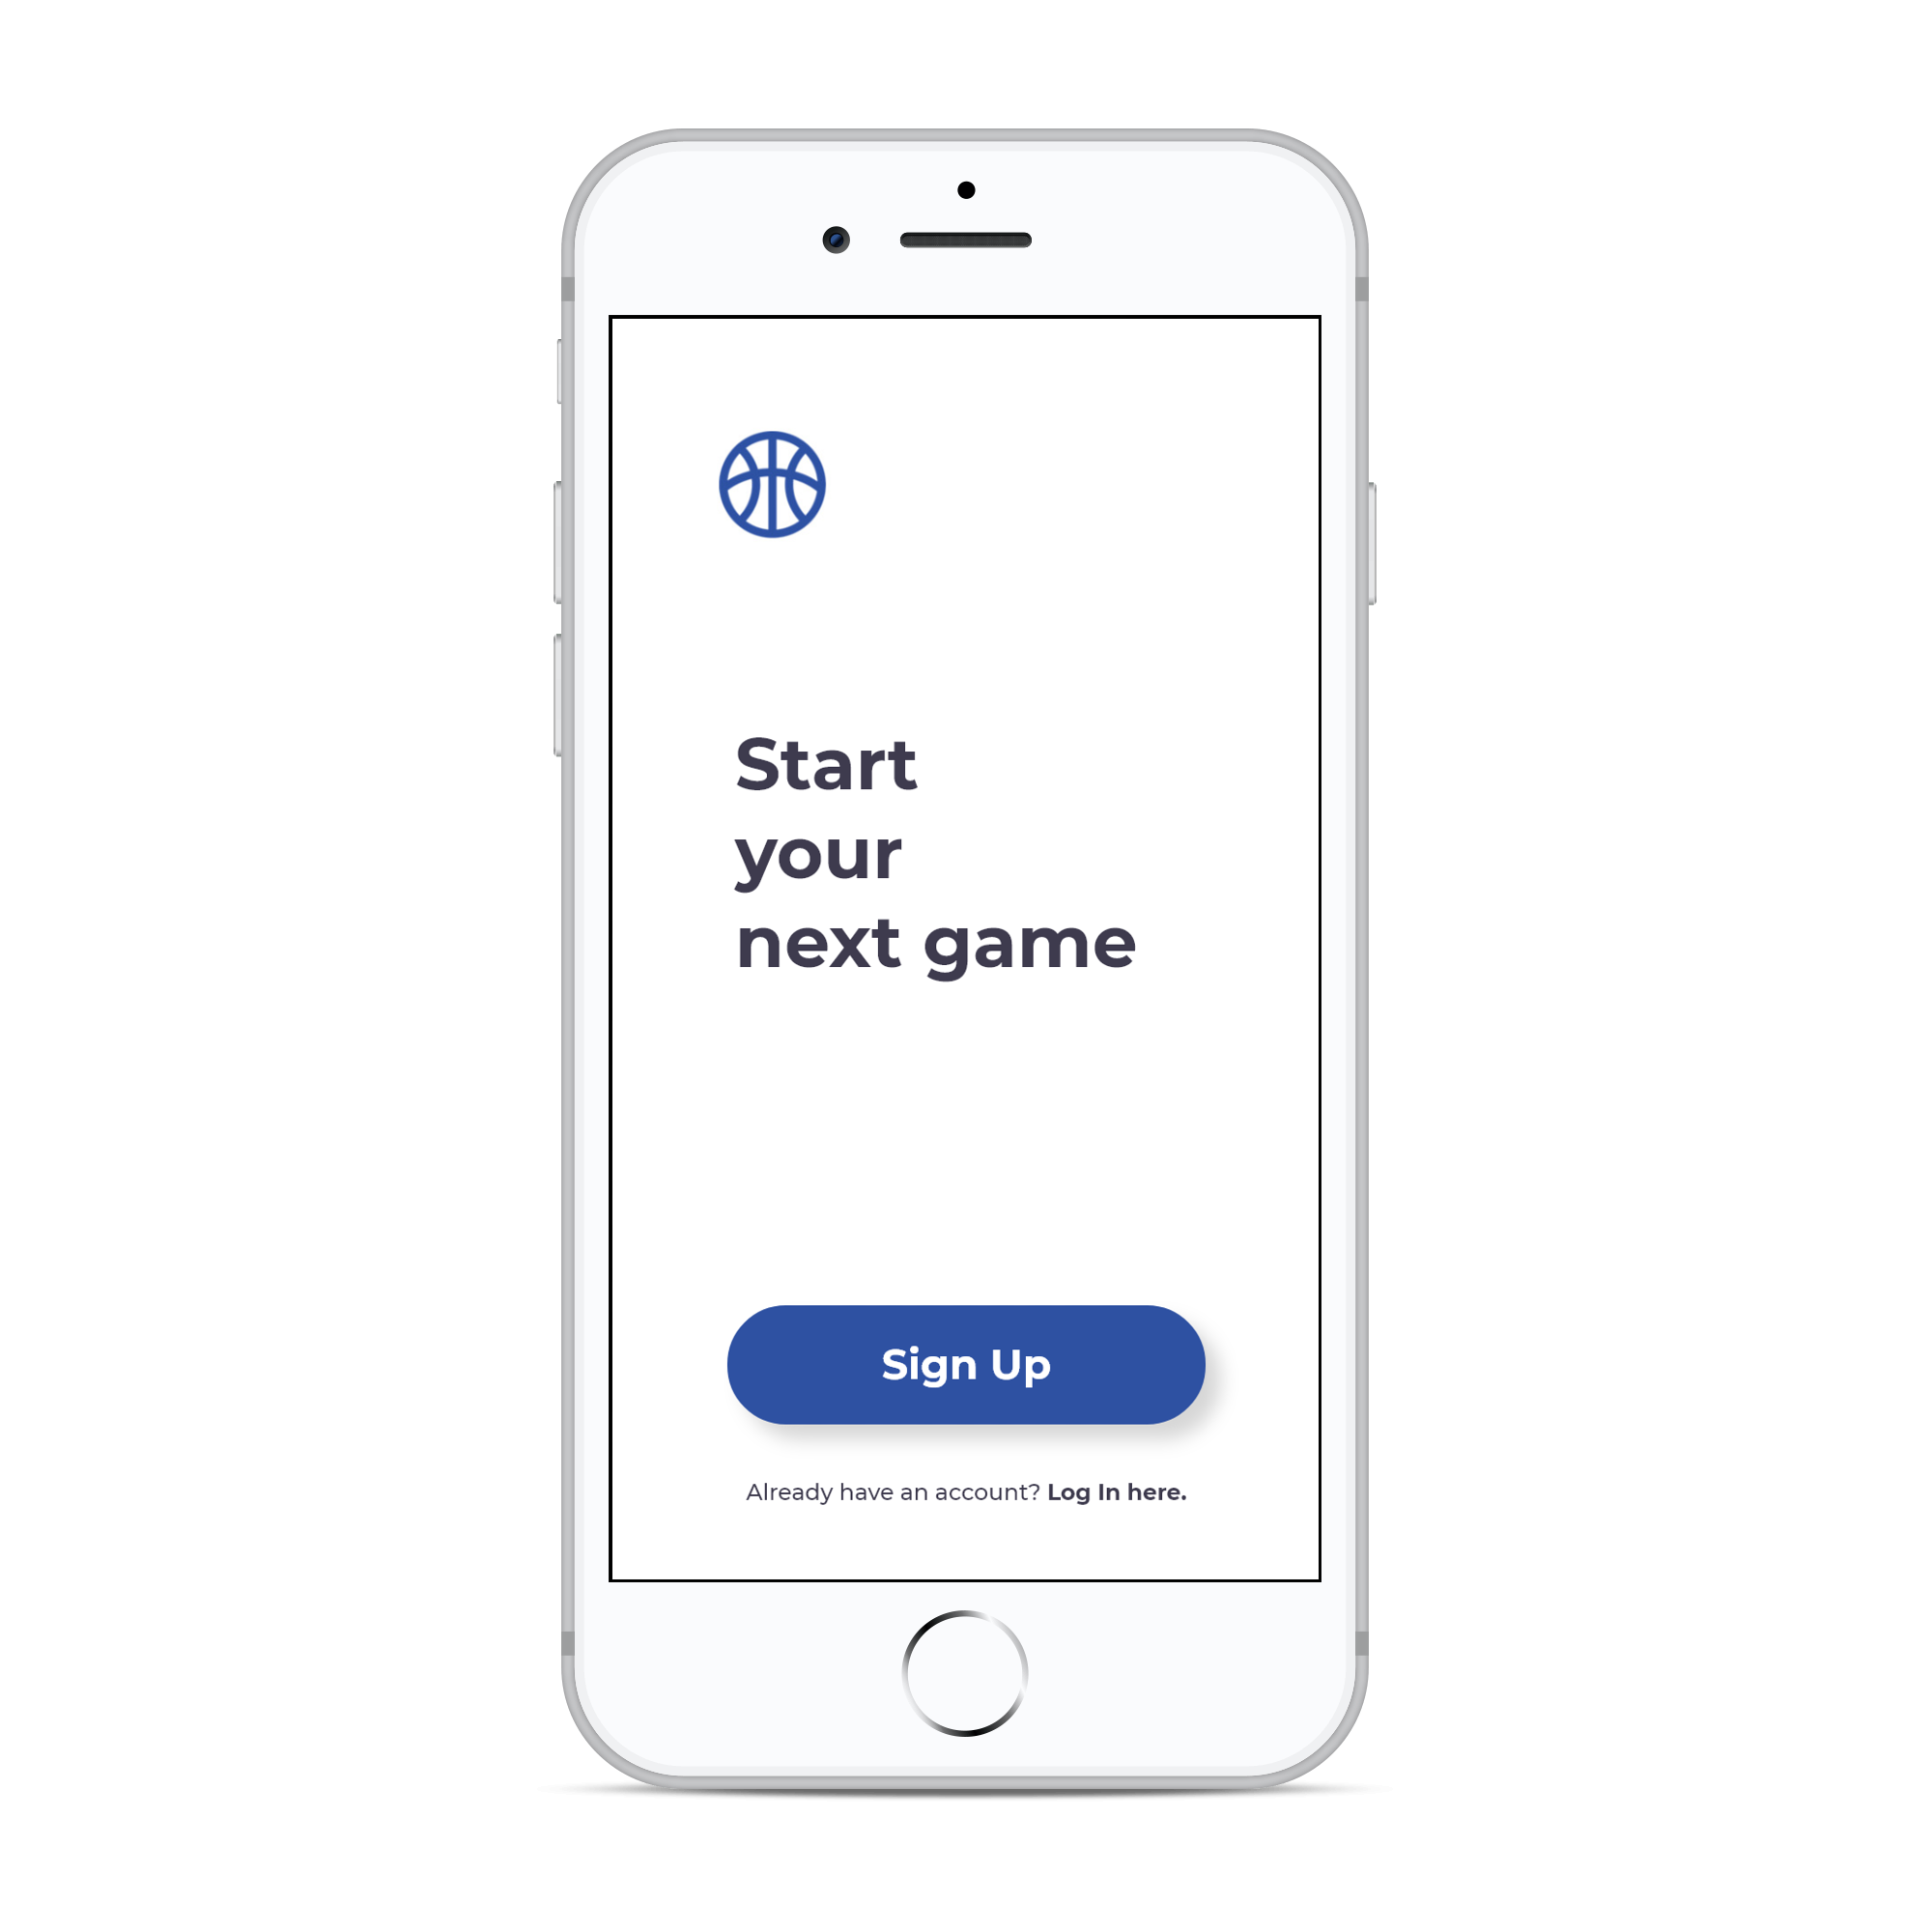 Start
your
next game
Sign Up
Already have an account? Log In here.